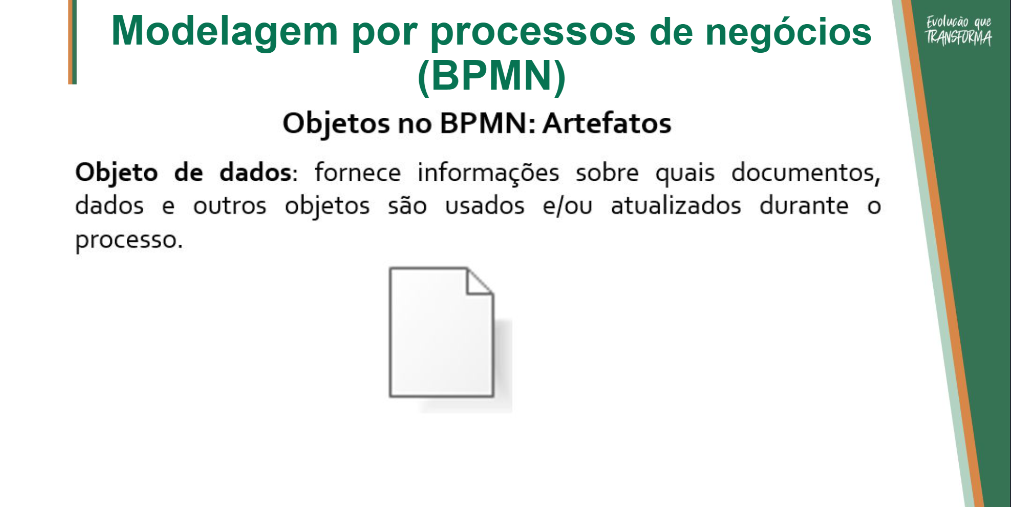 Modelagem por processos de negócios
(BPMN)
Evolução que
TRANSFORMA
Objetos no BPMN: Artefatos
Objeto de dados: fornece informações sobre quais documentos,
dados e outros objetos são usados e/ou atualizados durante o
processo.